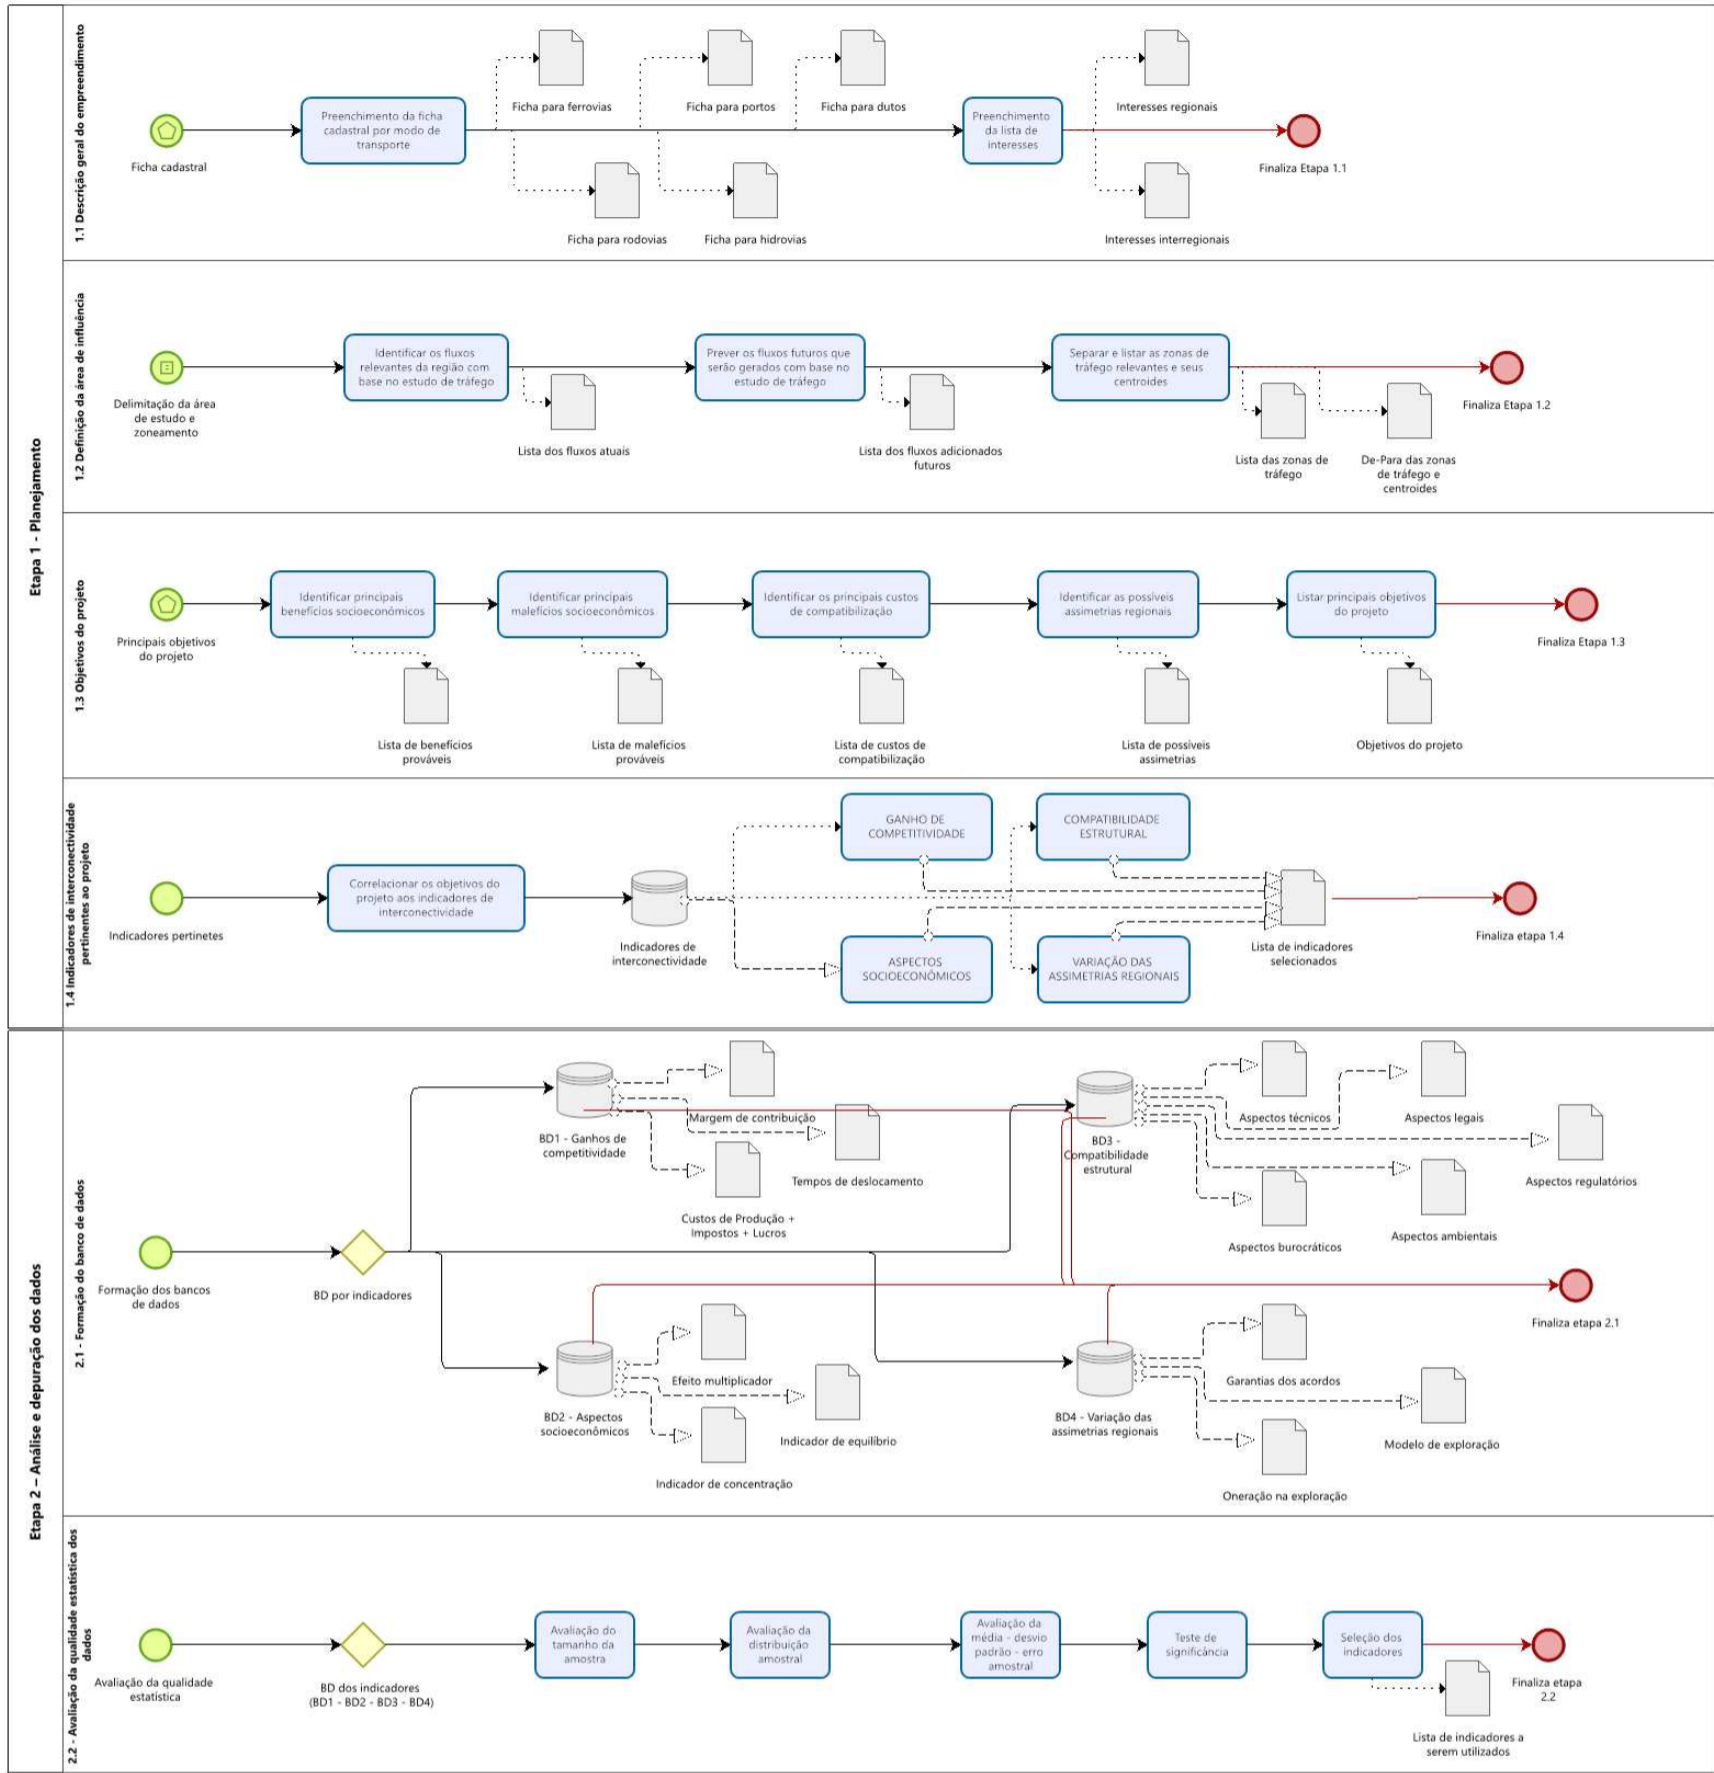 Etapa 1 - Planejamento
1.1 Descrição geral do empreendimento
Ficha cadastral
Preenchimento da ficha
cadastral por modo de
transporte
Ficha para ferrovias
Ficha para portos
Ficha para dutos
Ficha para rodovias
Ficha para hidrovias
Preenchimento
da lista de
interesses
Interesses regionais
Interesses interregionais
Finaliza Etapa 1.1
1.2 Definição da área de influência
Delimitação da área
de estudo e
zoneamento
Identificar os fluxos
relevantes da região com
base no estudo de tráfego
Lista dos fluxos atuais
Prever os fluxos futuros que
serão gerados com base no
estudo de tráfego
Lista dos fluxos adicionados
futuros
Separar e listar as zonas de
tráfego relevantes e seus
centroides
Lista das zonas de
tráfego
De-Para das zonas
de tráfego e
centroides
Finaliza Etapa 1.2
1.3 Objetivos do projeto
Principais objetivos
do projeto
Identificar principais
benefícios socioeconômicos
Lista de benefícios
prováveis
Identificar principais
malefícios socioeconômicos
Lista de malefícios
prováveis
Identificar os principais custos
de compatibilização
Lista de custos de
compatibilização
Identificar as possíveis
assimetrias regionais
Lista de possíveis
assimetrias
Listar principais objetivos
do projeto
Objetivos do projeto
Finaliza Etapa 1.3
1.4 Indicadores de interconectividade
pertinentes ao projeto
Indicadores pertinetes
Correlacionar os objetivos do
projeto aos indicadores de
interconectividade
Indicadores de
interconectividade
GANHO DE
COMPETITIVIDADE
COMPATIBILIDADE
ESTRUTURAL
ASPECTOS
SOCIOECONÔMICOS
VARIAÇÃO DAS
ASSIMETRIAS REGIONAIS
Lista de indicadores
selecionados
Finaliza etapa 1.4
Etapa 2 – Análise e depuração dos dados
2.1 - Formação do banco de dados
Formação dos bancos
de dados
BD por indicadores
BD1 - Ganhos de
competitividade
Margem de contribuição
Tempos de deslocamento
Custos de Produção +
Impostos + Lucros
BD3 -
Compatibilidade
estrutural
Aspectos técnicos
Aspectos legais
Aspectos regulatórios
Aspectos ambientais
Aspectos burocráticos
BD2 - Aspectos
socioeconômicos
Efeito multiplicador
Indicador de equilíbrio
Indicador de concentração
BD4 - Variação das
assimetrias regionais
Garantias dos acordos
Modelo de exploração
Oneração na exploração
Finaliza etapa 2.1
2.2 - Avaliação da qualidade estatística dos
dados
Avaliação da qualidade
estatística
BD dos indicadores
(BD1 - BD2 - BD3 - BD4)
Avaliação do
tamanho da
amostra
Avaliação da
distribuição
amostral
Avaliação da
média - desvio
padrão - erro
amostral
Teste de
significância
Seleção dos
indicadores
Lista de indicadores a
serem utilizados
Finaliza etapa
2.2